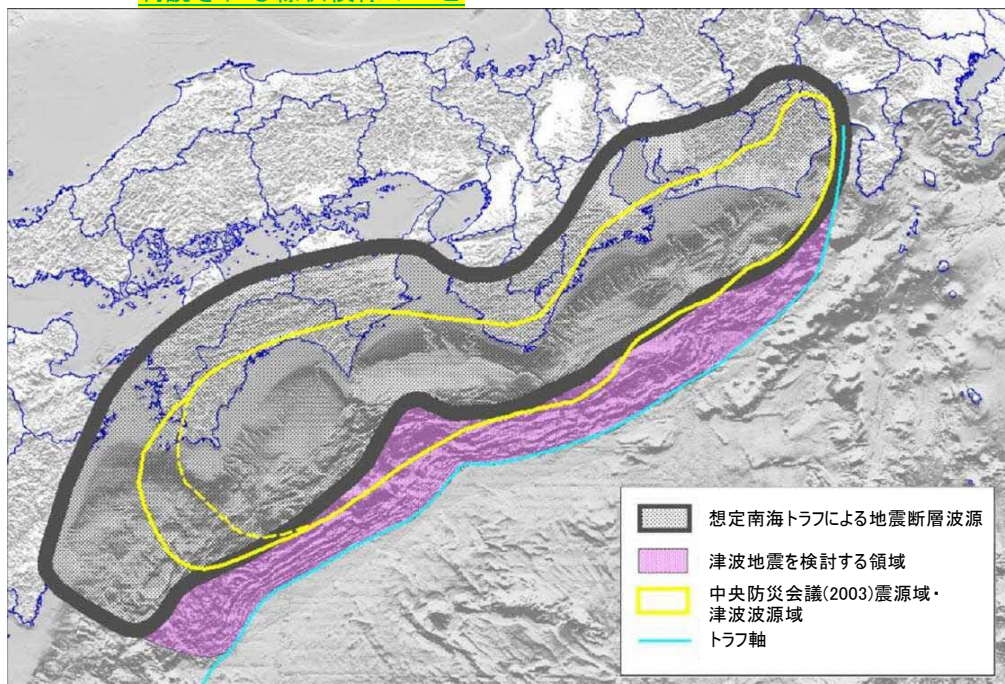 想定南海トラフによる地震断層波源
津波地震を検討する領域
中央防災会議(2003)震源域・
津波波源域
トラフ軸